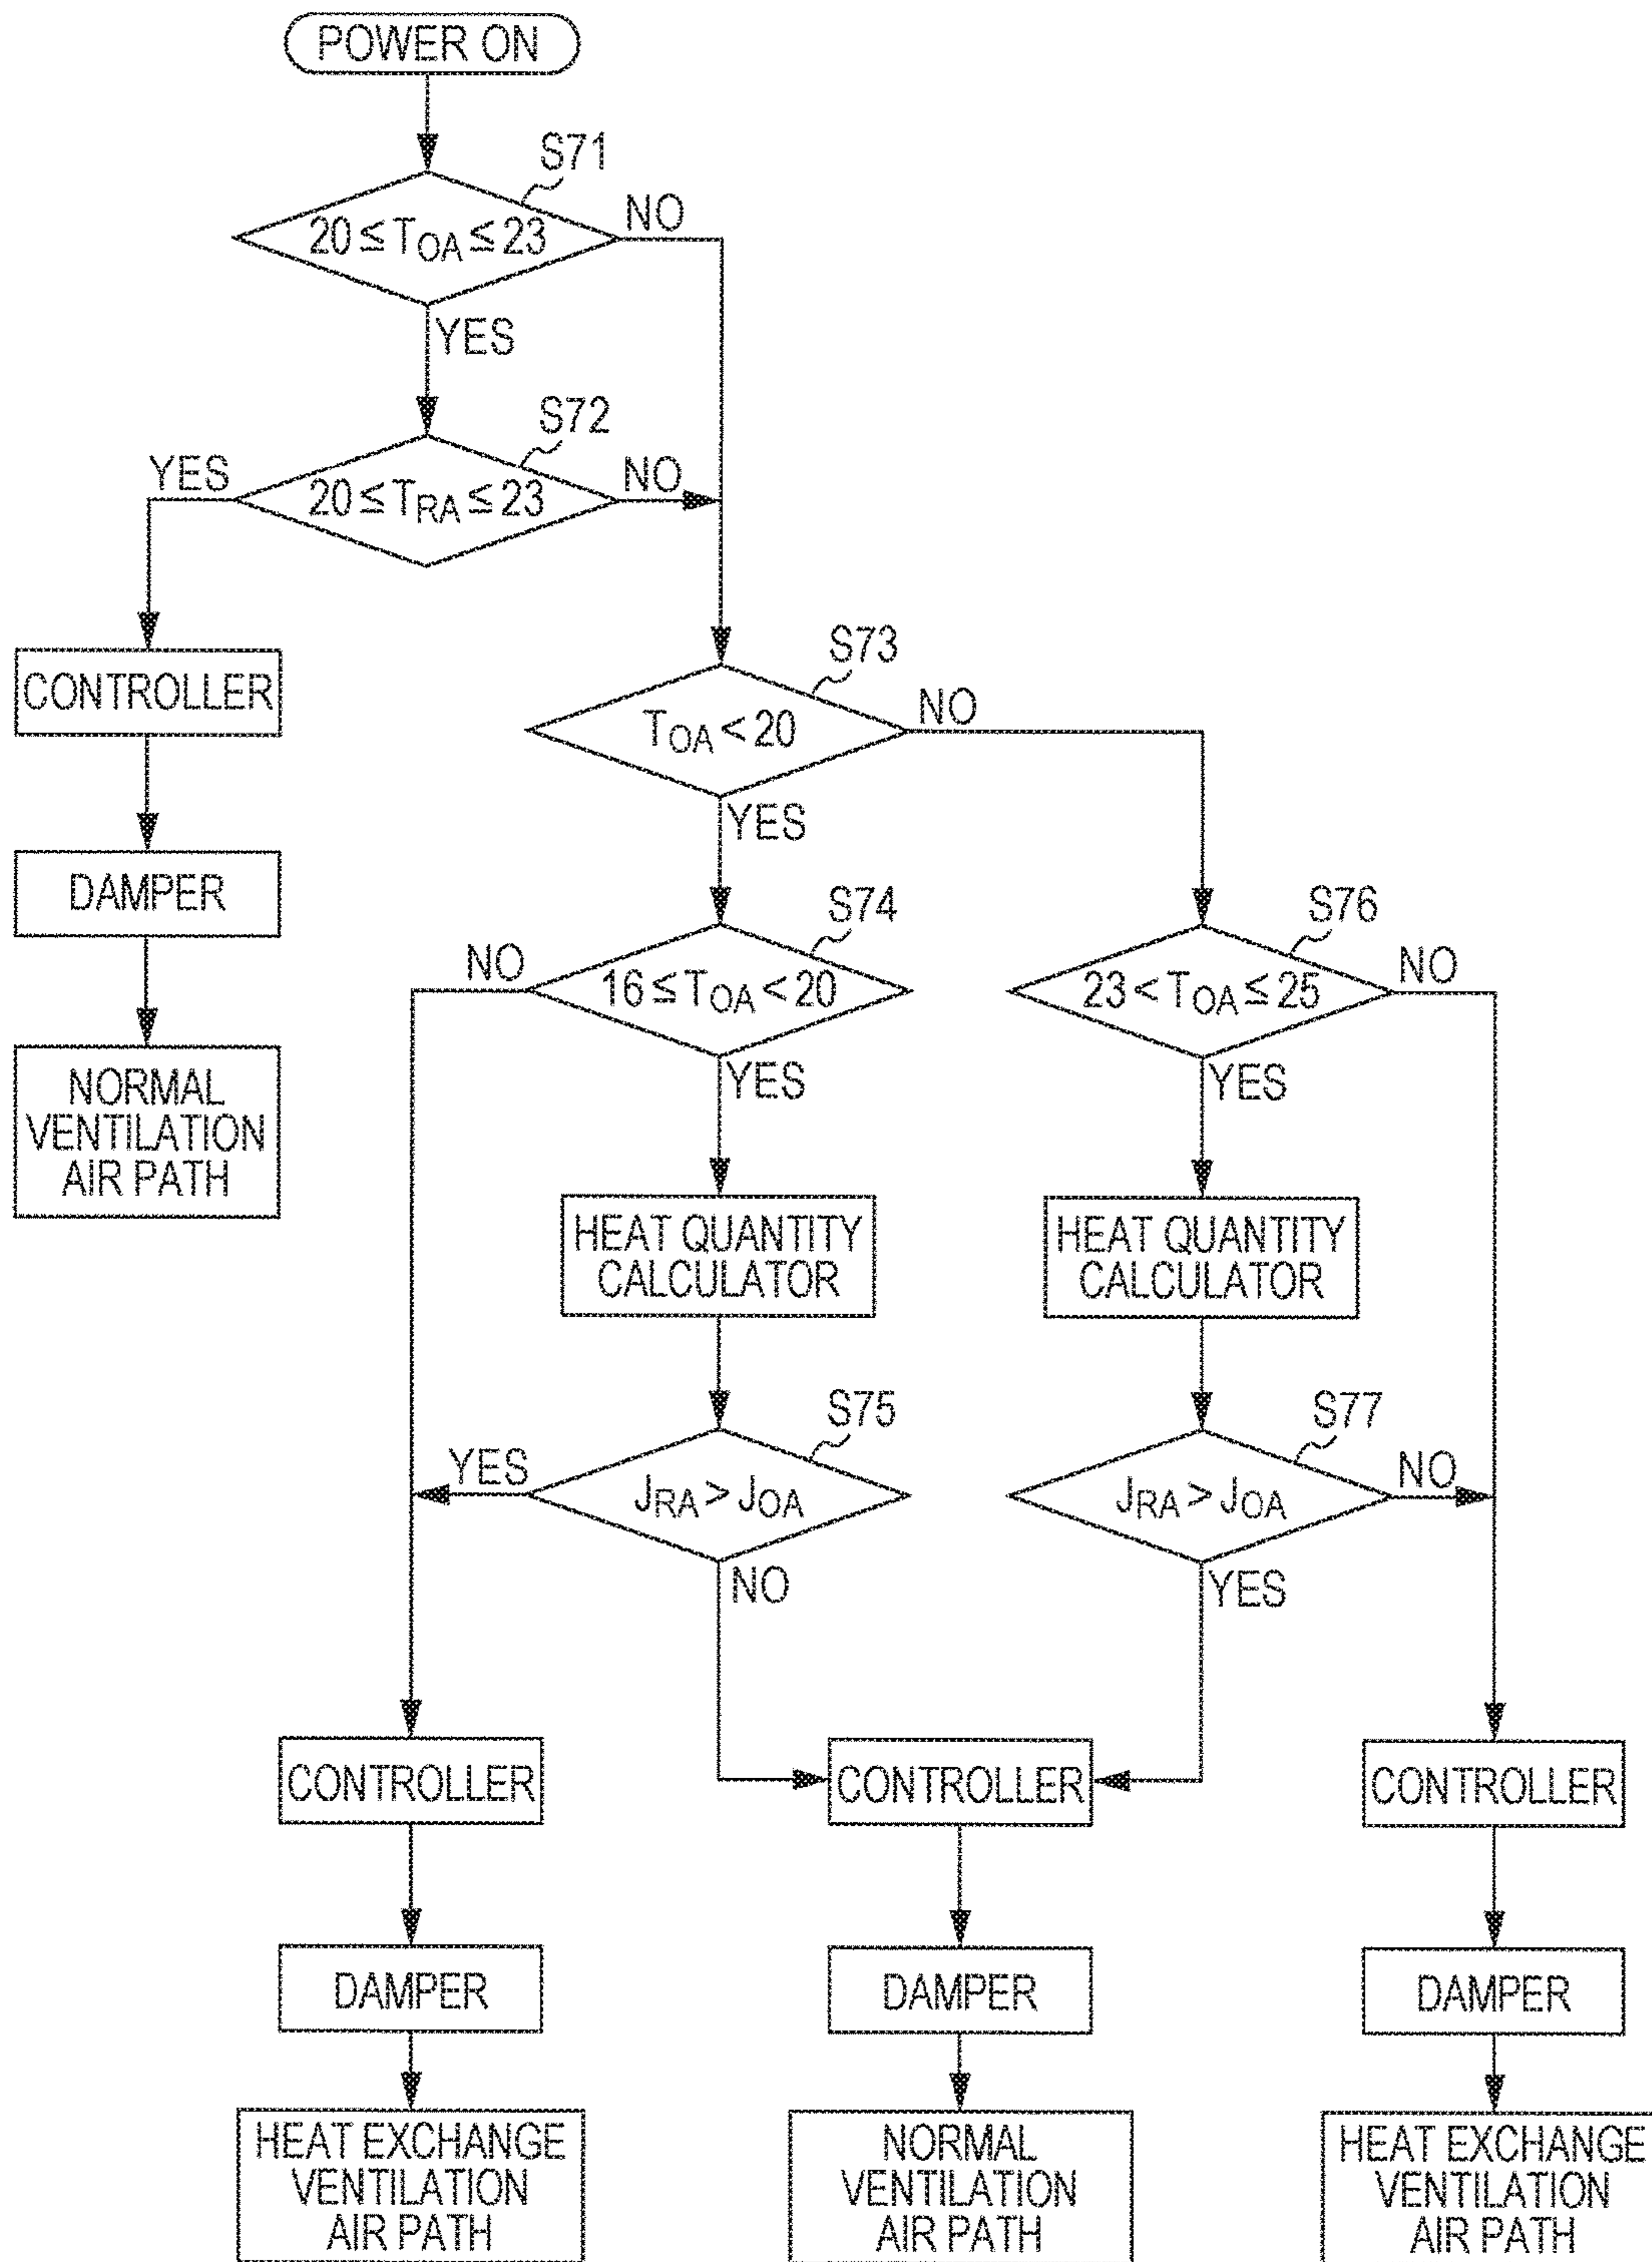 POWER ON
S71
20 ≤ TOA ≤ 23
NO
YES
S72
YES
20 ≤ TRA ≤ 23
NO
CONTROLLER
DAMPER
NORMAL
VENTILATION
AIR PATH
S73
TOA < 20
NO
YES
S74
NO
16 ≤ TOA < 20
YES
S76
23 < TOA ≤ 25
NO
YES
HEAT QUANTITY
CALCULATOR
HEAT QUANTITY
CALCULATOR
S75
YES
JRA > JOA
NO
S77
JRA > JOA
NO
YES
CONTROLLER
CONTROLLER
CONTROLLER
DAMPER
DAMPER
DAMPER
HEAT EXCHANGE
VENTILATION
AIR PATH
NORMAL
VENTILATION
AIR PATH
HEAT EXCHANGE
VENTILATION
AIR PATH